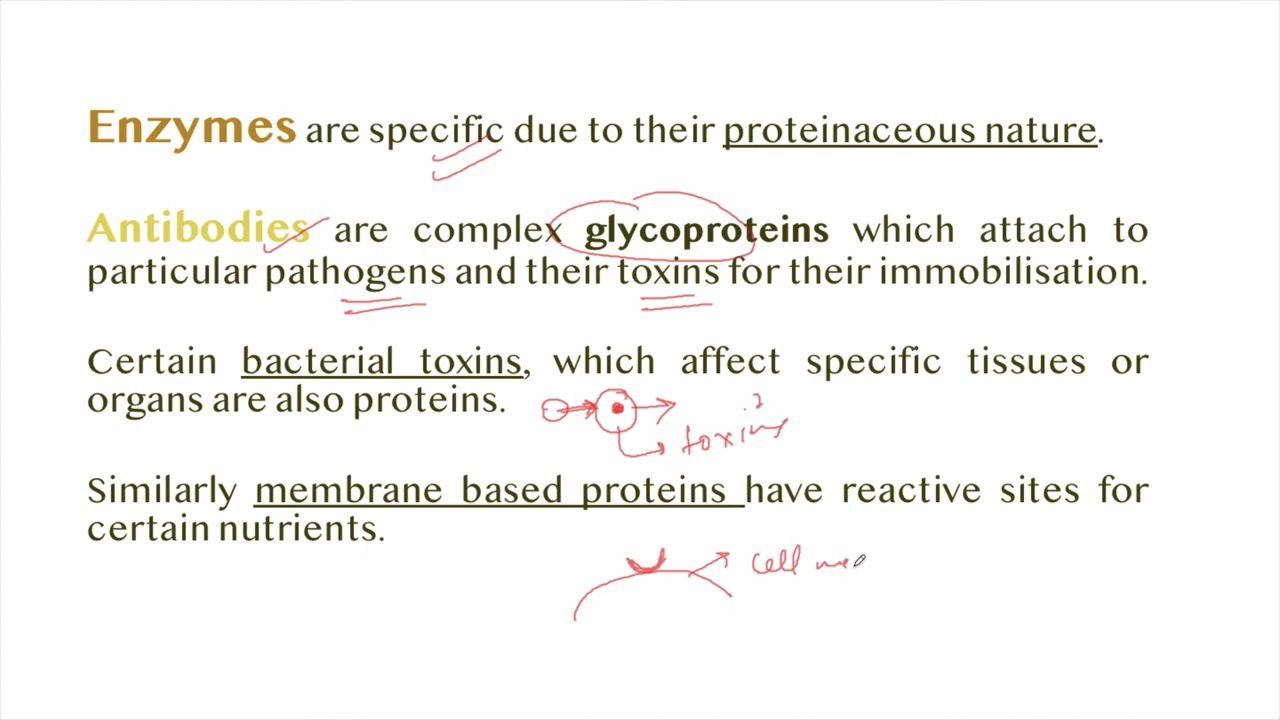 Enzymes are specific due to their proteinaceous nature.
Antibodies are complex glycoproteins which attach to
particular pathogens and their toxins for their immobilisation.
Certain bacterial toxins, which affect specific tissues or
organs are also proteins.
toxins
Similarly membrane based proteins have reactive sites for
certain nutrients.
cell me